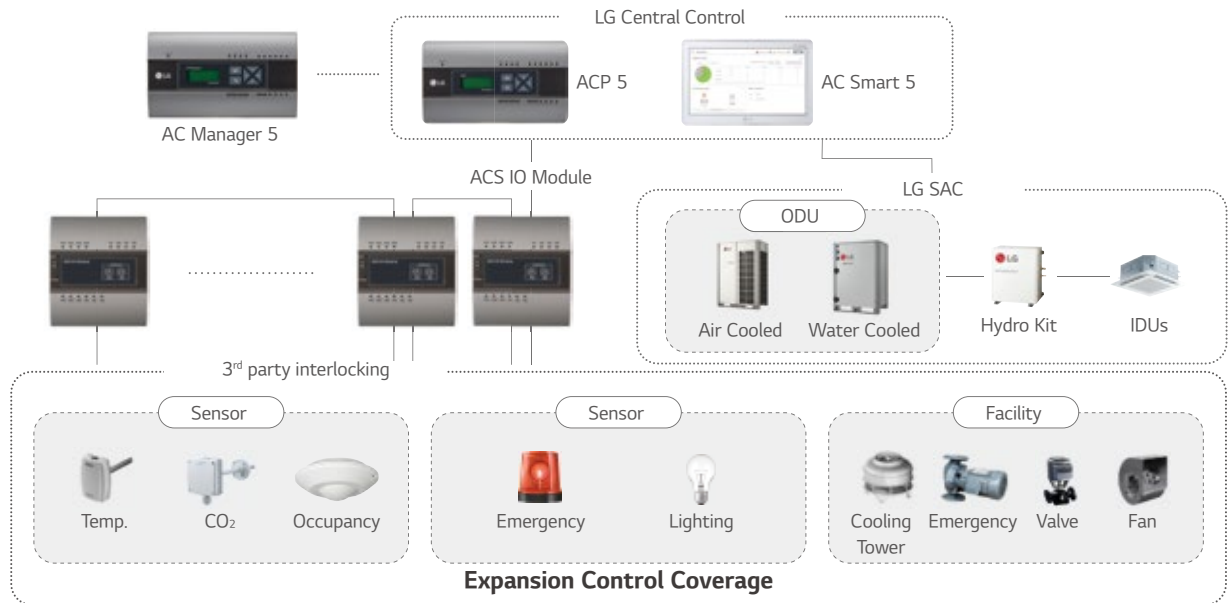 LG Central Control
LG
ACP 5
AC Smart 5
AC Manager 5
ACS IO Module
LG SAC
ODU
LG
Air Cooled
Water Cooled
Hydro Kit
IDUs
3rd party interlocking
Sensor
Sensor
Facility
Temp.
CO2
Occupancy
Emergency
Lighting
Cooling
Tower
Emergency
Valve
Fan
Expansion Control Coverage